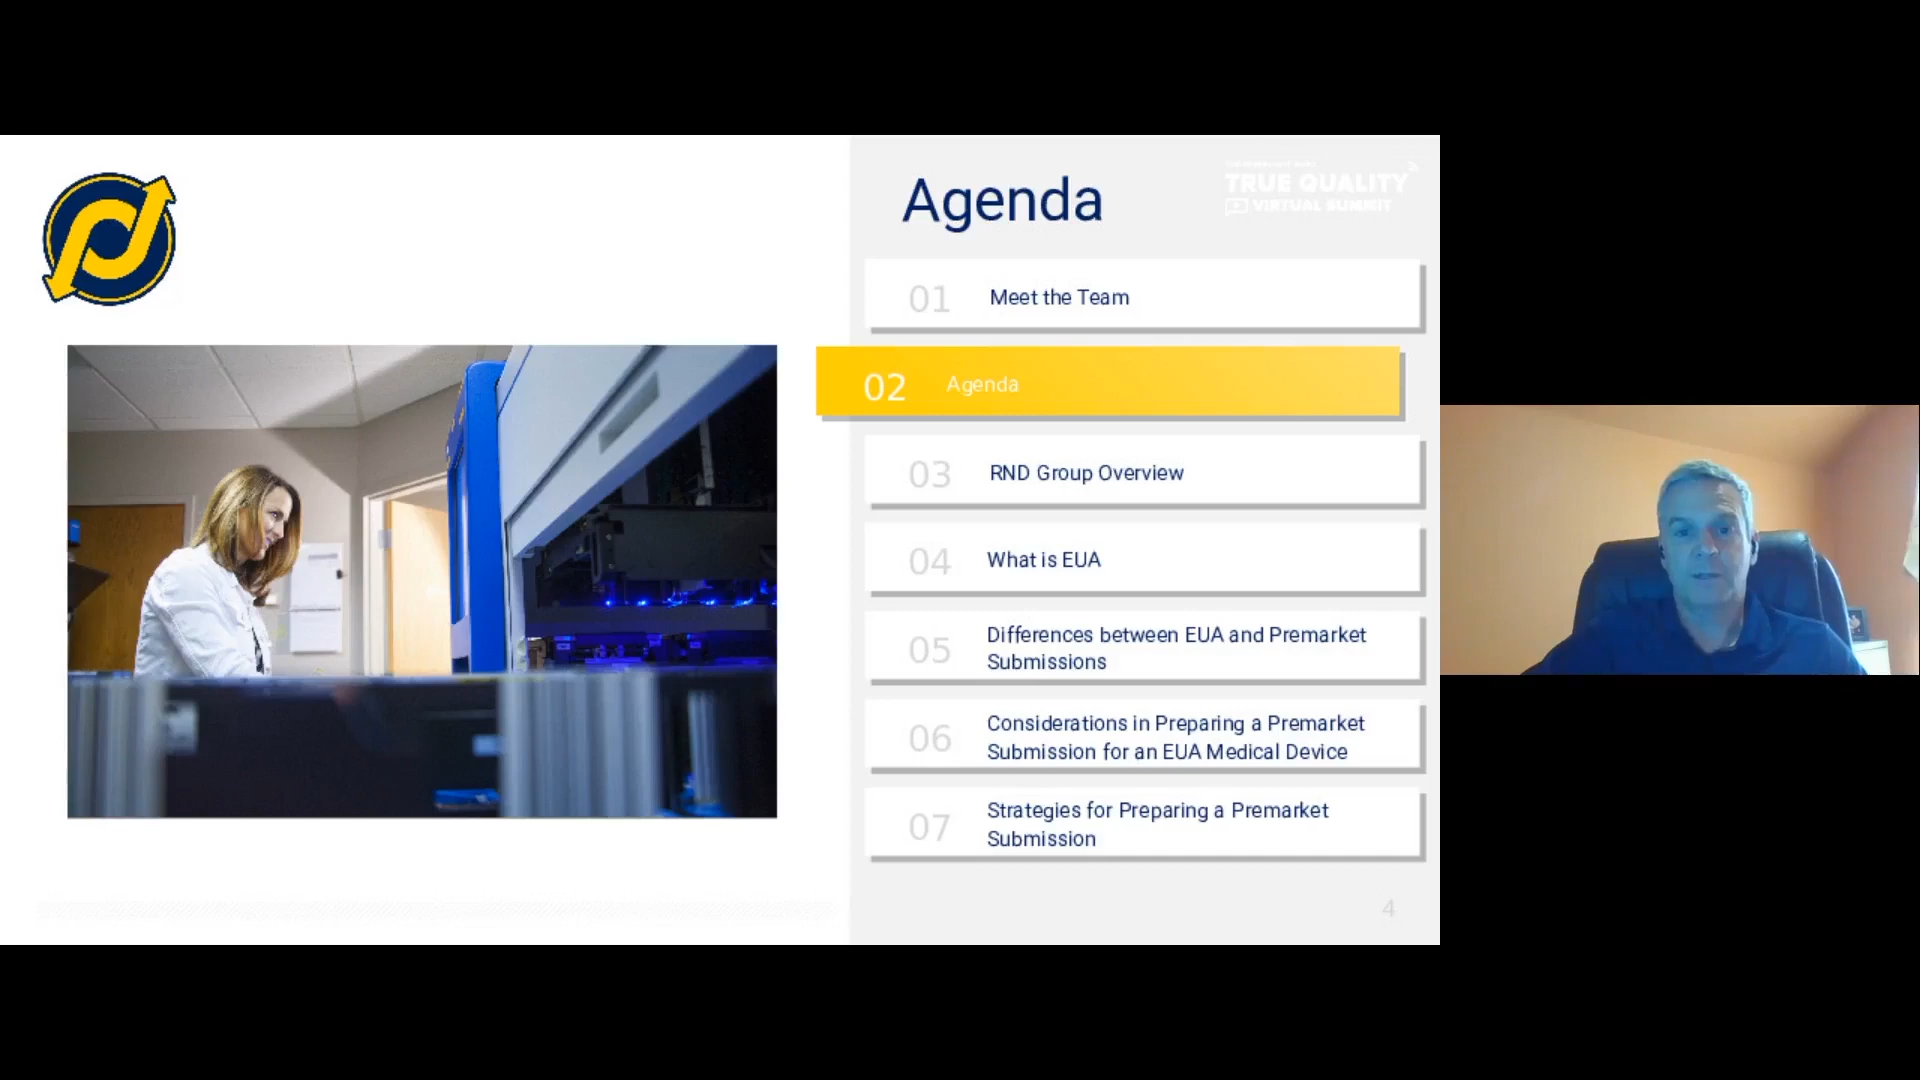 Agenda
TRUE QUALITY
VIRTUAL SUMMIT
01 Meet the Team
02 Agenda
03 RND Group Overview
04 What is EUA
05 Differences between EUA and Premarket
Submissions
06 Considerations in Preparing a Premarket
Submission for an EUA Medical Device
07 Strategies for Preparing a Premarket
Submission
4